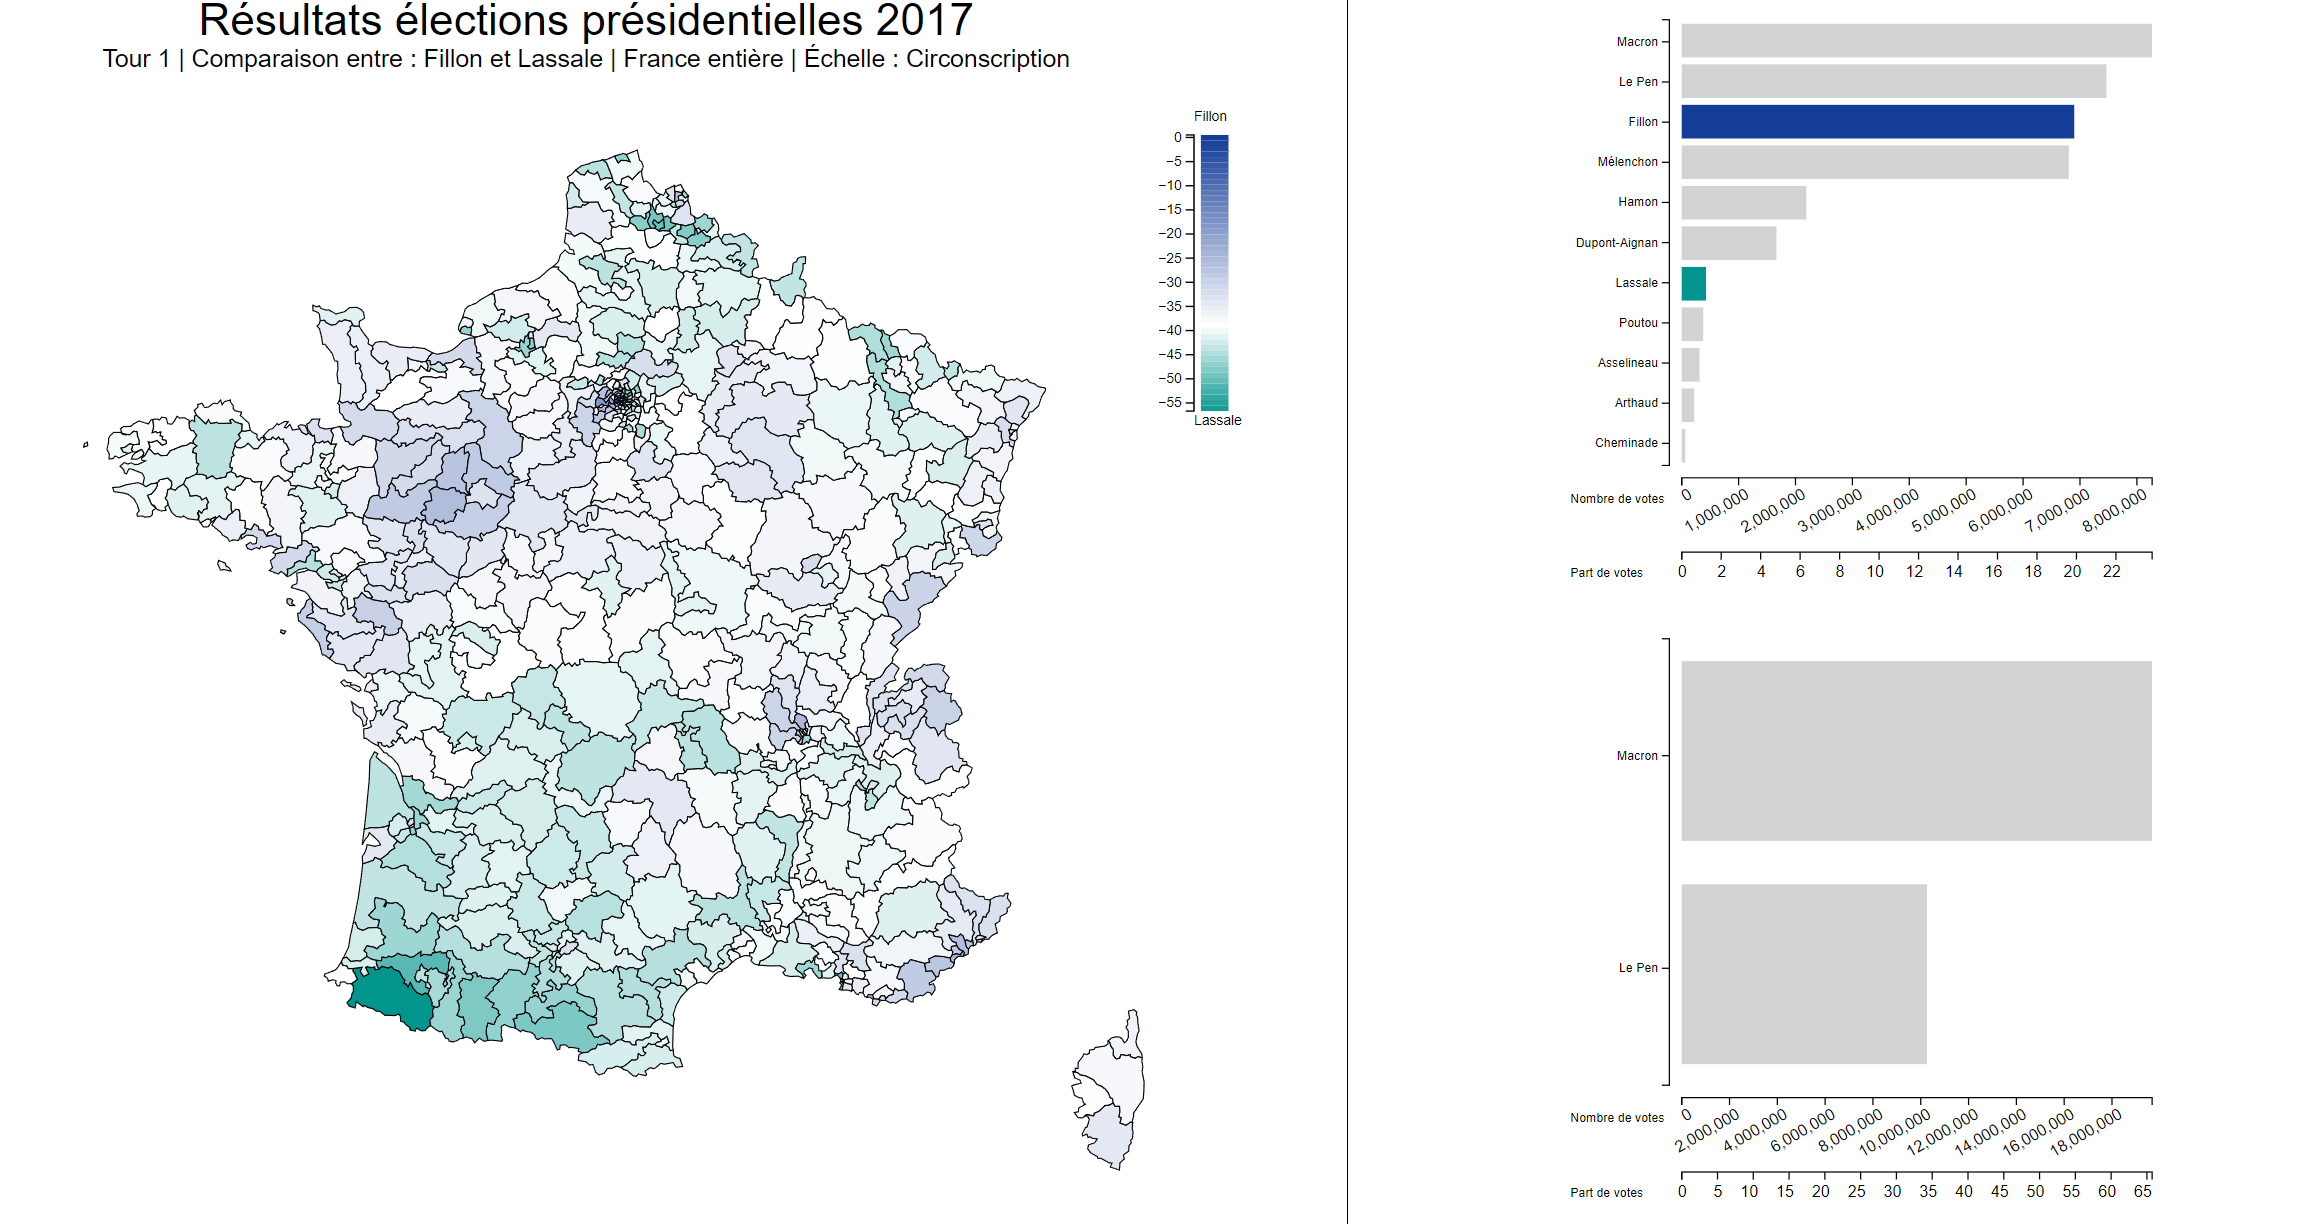 Résultats élections présidentielles 2017
Tour 1 | Comparaison entre : Fillon et Lassale | France entière | Échelle : Circonscription
Fillon
0
−5
−10
−15
−20
−25
−30
−35
−40
−45
−50
−55
Lassale
Macron
Le Pen
Fillon
Mélenchon
Hamon
Dupont-Aignan
Lassale
Poutou
Asselineau
Arthaud
Cheminade
Nombre de votes
0 1,000,000 2,000,000 3,000,000 4,000,000 5,000,000 6,000,000 7,000,000 8,000,000
Part de votes
0 2 4 6 8 10 12 14 16 18 20 22
Macron
Le Pen
Nombre de votes
0 2,000,000 4,000,000 6,000,000 8,000,000 10,000,000 12,000,000 14,000,000 16,000,000 18,000,000
Part de votes
0 5 10 15 20 25 30 35 40 45 50 55 60 65